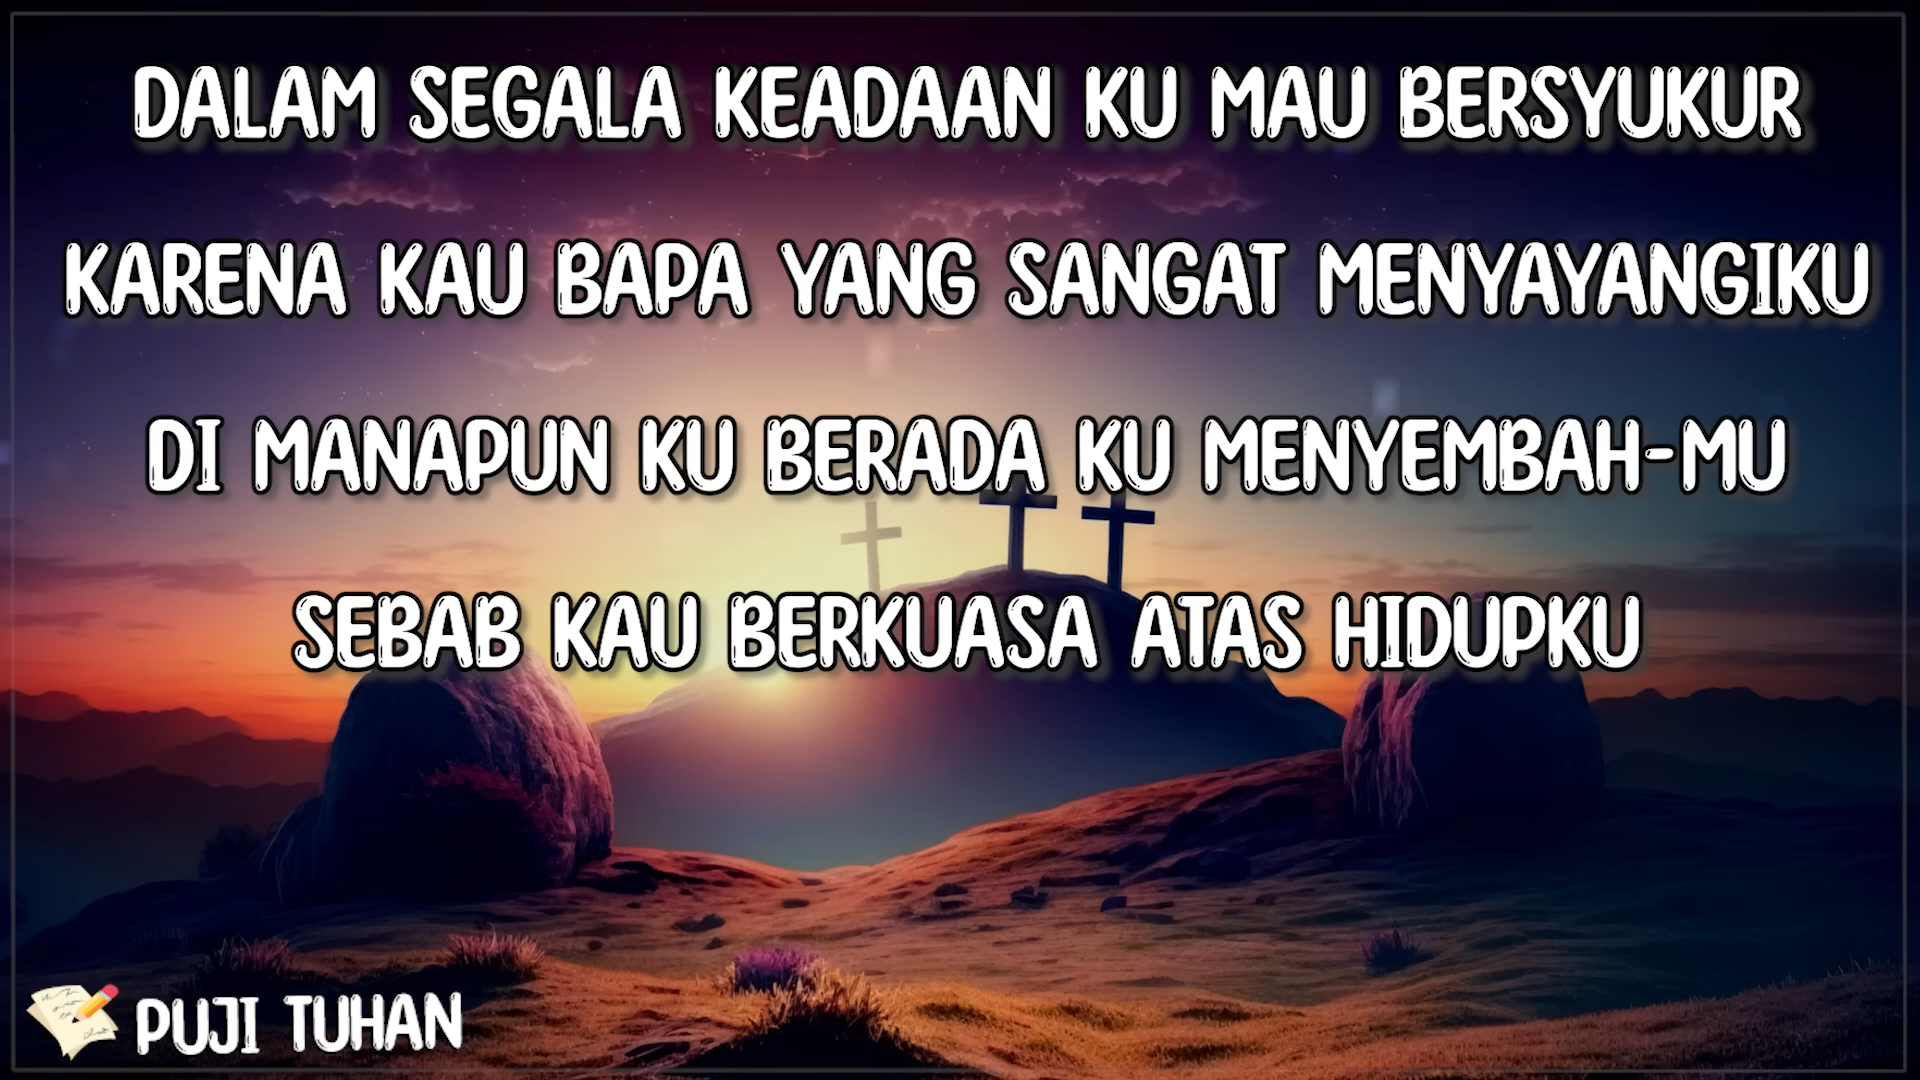 DALAM SEGALA KEADAAN KU MAU BERSYUKUR
KARENA KAU BAPA YANG SANGAT MENYAYANGIKU
DI MANAPUN KU BERADA KU MENYEMBAH-MU
SEBAB KAU BERKUASA ATAS HIDUPKU
PUJI TUHAN